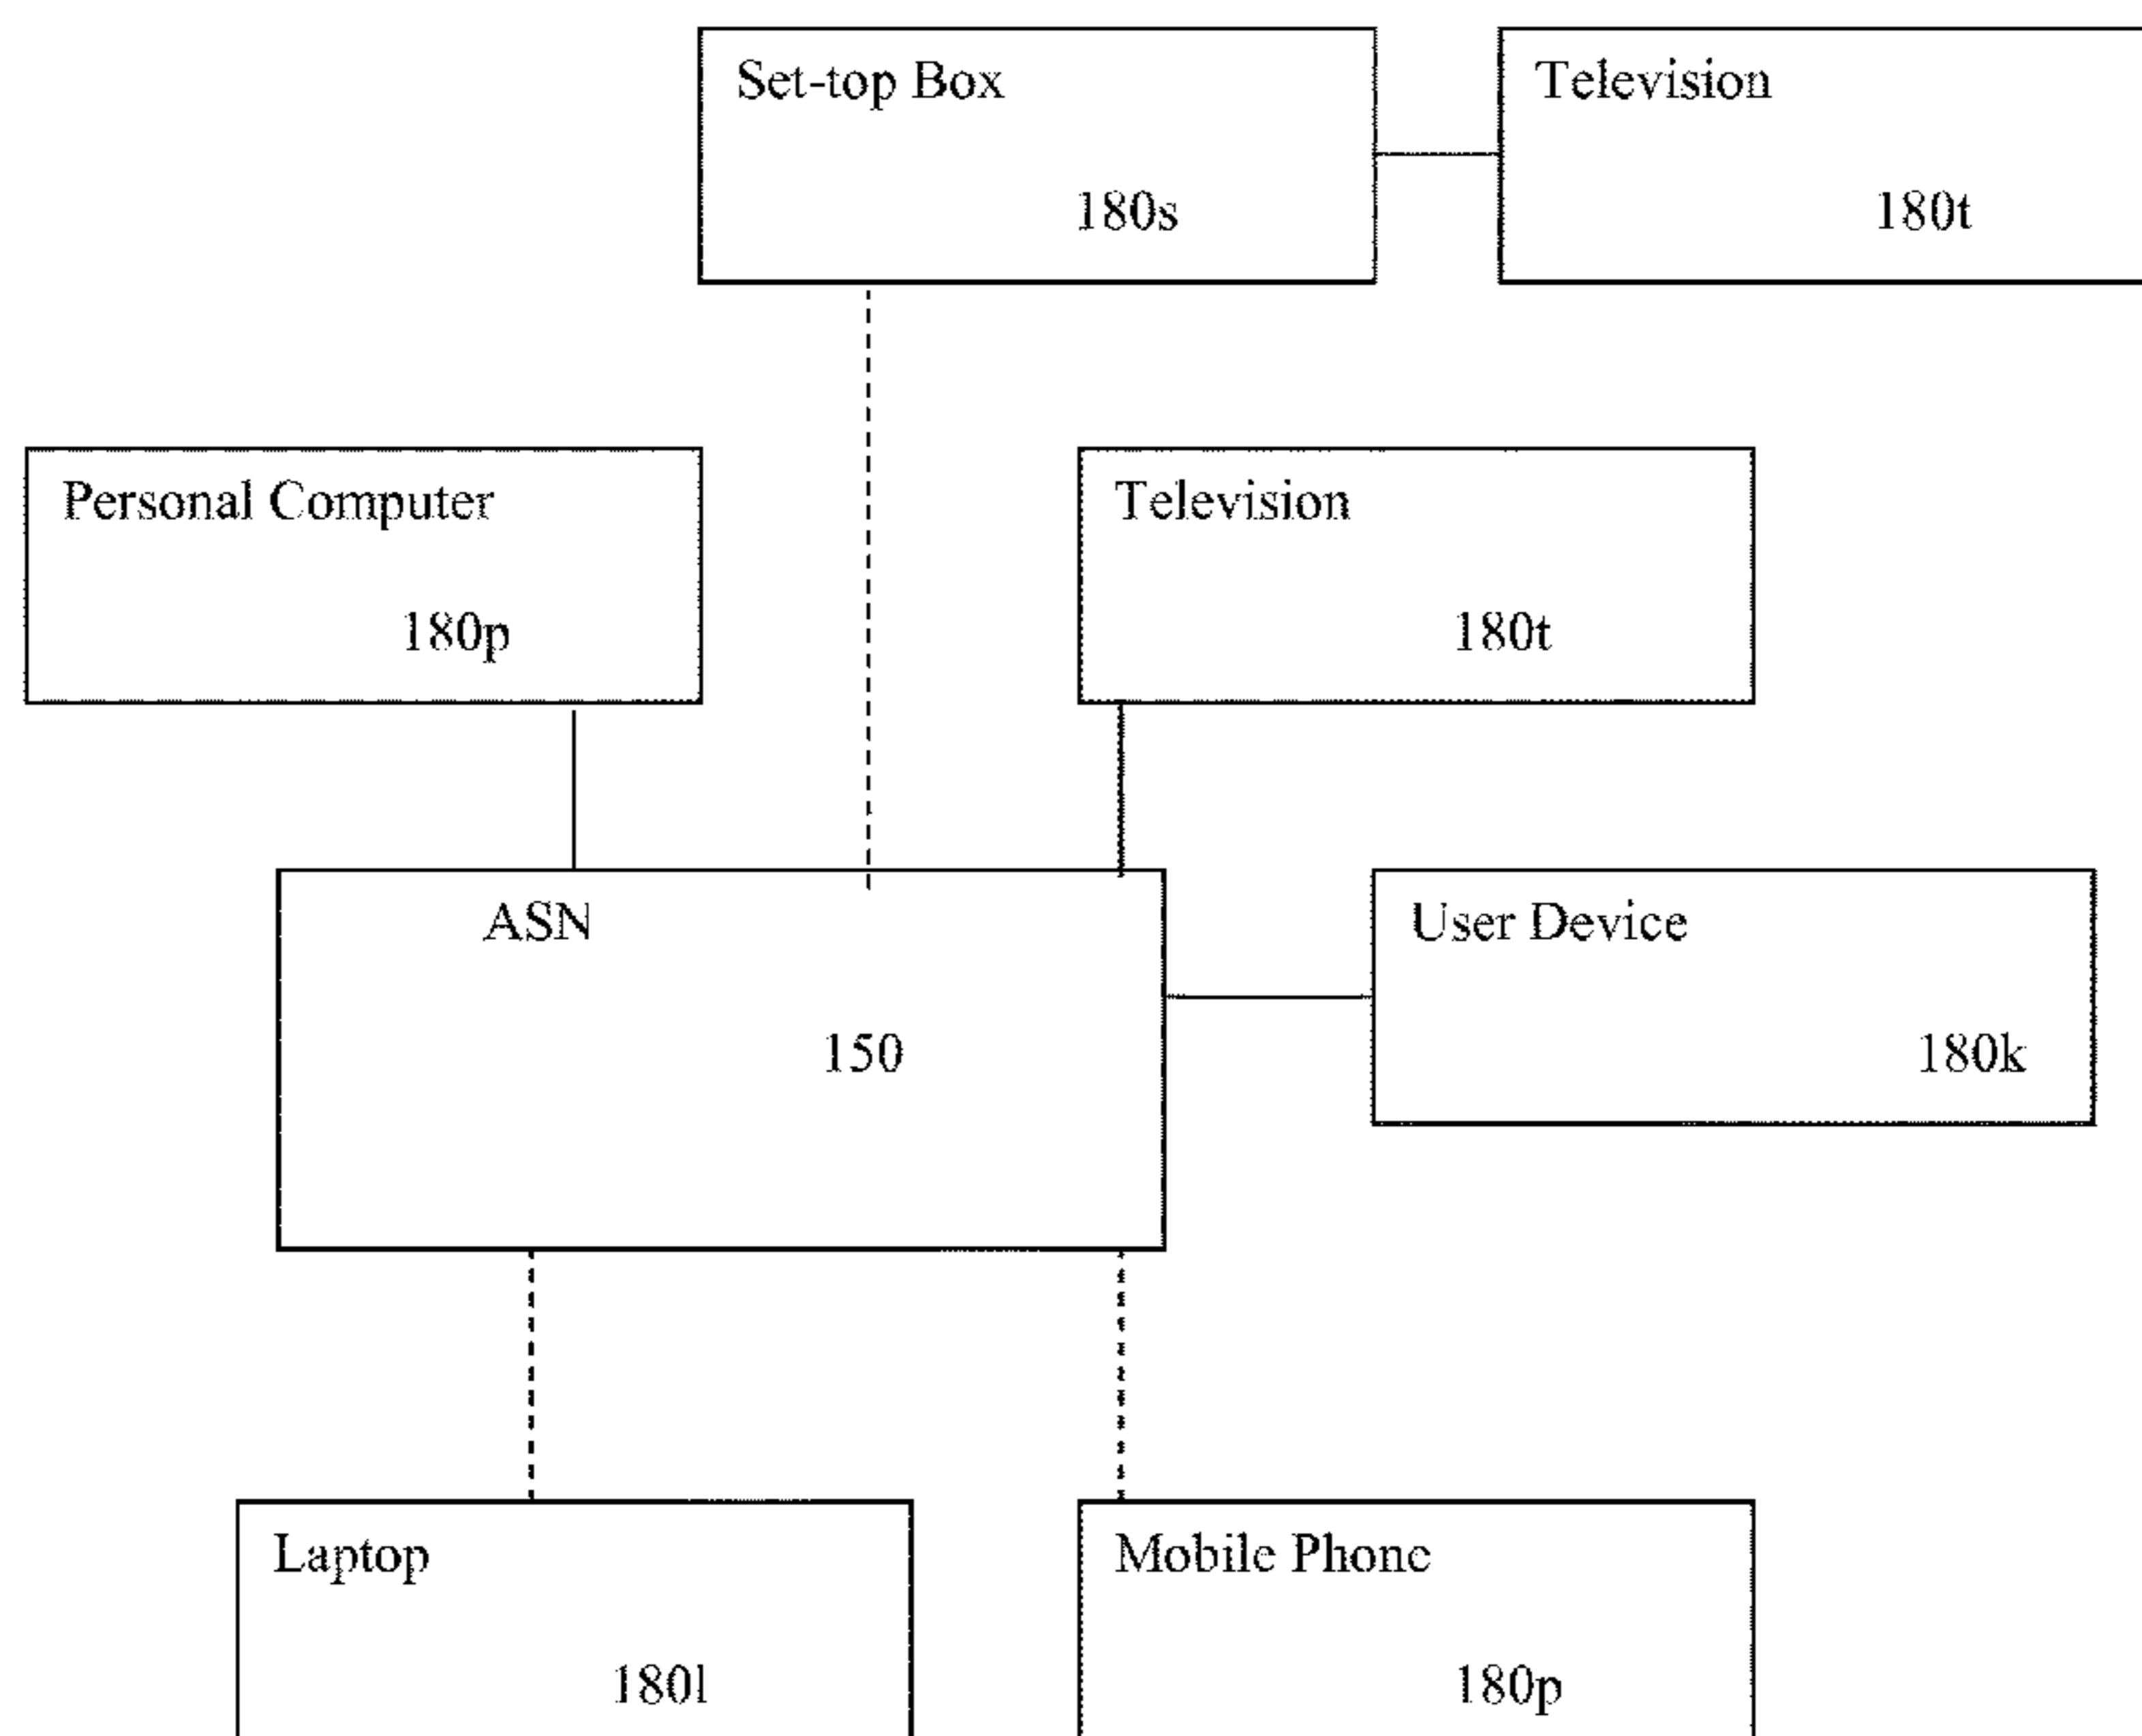 Set-top Box
180s
Television
180t
Personal Computer
180p
Television
180t
ASN
150
User Device
180k
Laptop
180l
Mobile Phone
180p